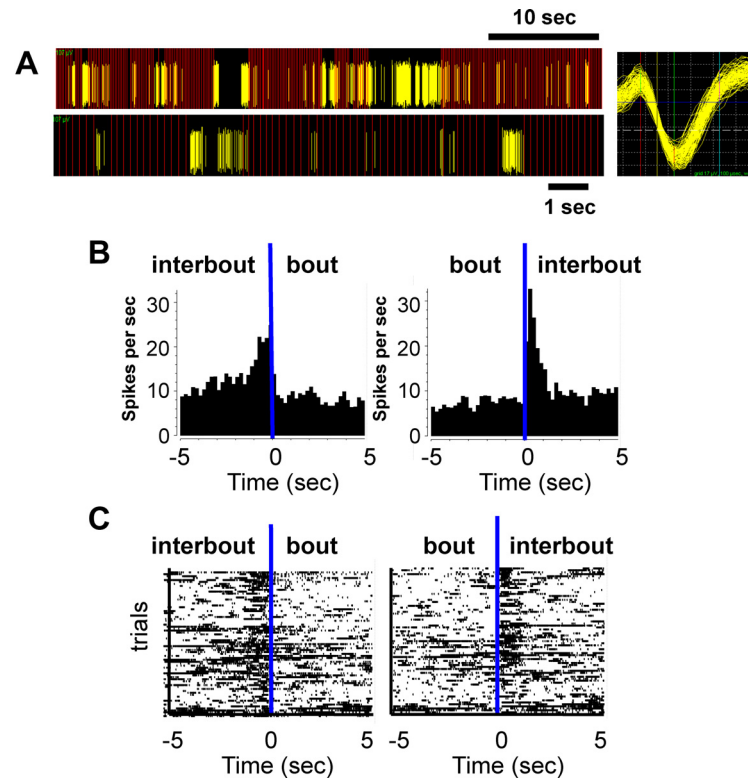 10 sec
A
107 µV
1 sec
B
interbout bout
bout interbout
Spikes per sec
30
20
10
0
-5 0 5
Time (sec)
Spikes per sec
30
20
10
0
-5 0 5
Time (sec)
C
interbout bout
bout interbout
trials
-5 0 5
Time (sec)
-5 0 5
Time (sec)